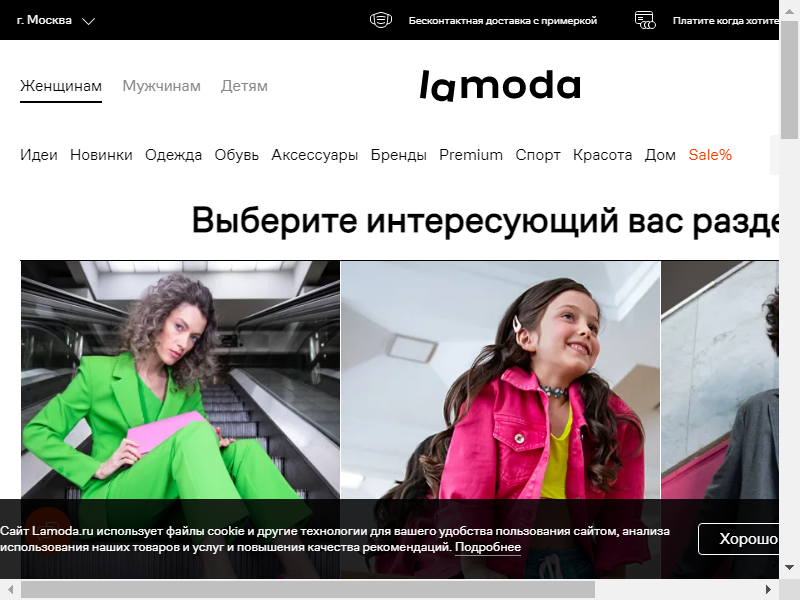 г. Москва
Бесконтактная доставка с примеркой
Платите когда хотите
Женщинам Мужчинам Детям
lamoda
Идеи Новинки Одежда Обувь Аксессуары Бренды Premium Спорт Красота Дом Sale%
Выберите интересующий вас разде
Сайт Lamoda.ru использует файлы cookie и другие технологии для вашего удобства пользования сайтом, анализа
использования наших товаров и услуг и повышения качества рекомендаций. Подробнее
Хорошо